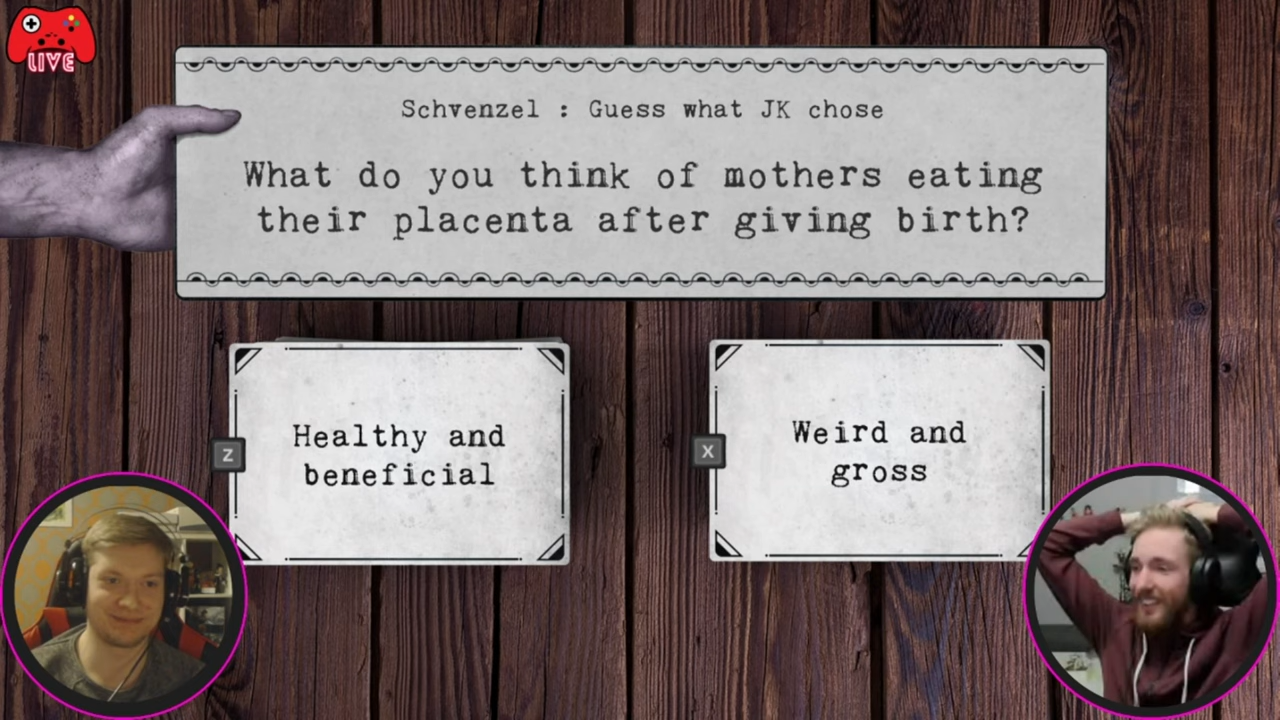 LIVE
Schvenzel : Guess what JK chose
What do you think of mothers eating
their placenta after giving birth?
Healthy and
beneficial
Z
Weird and
gross
X